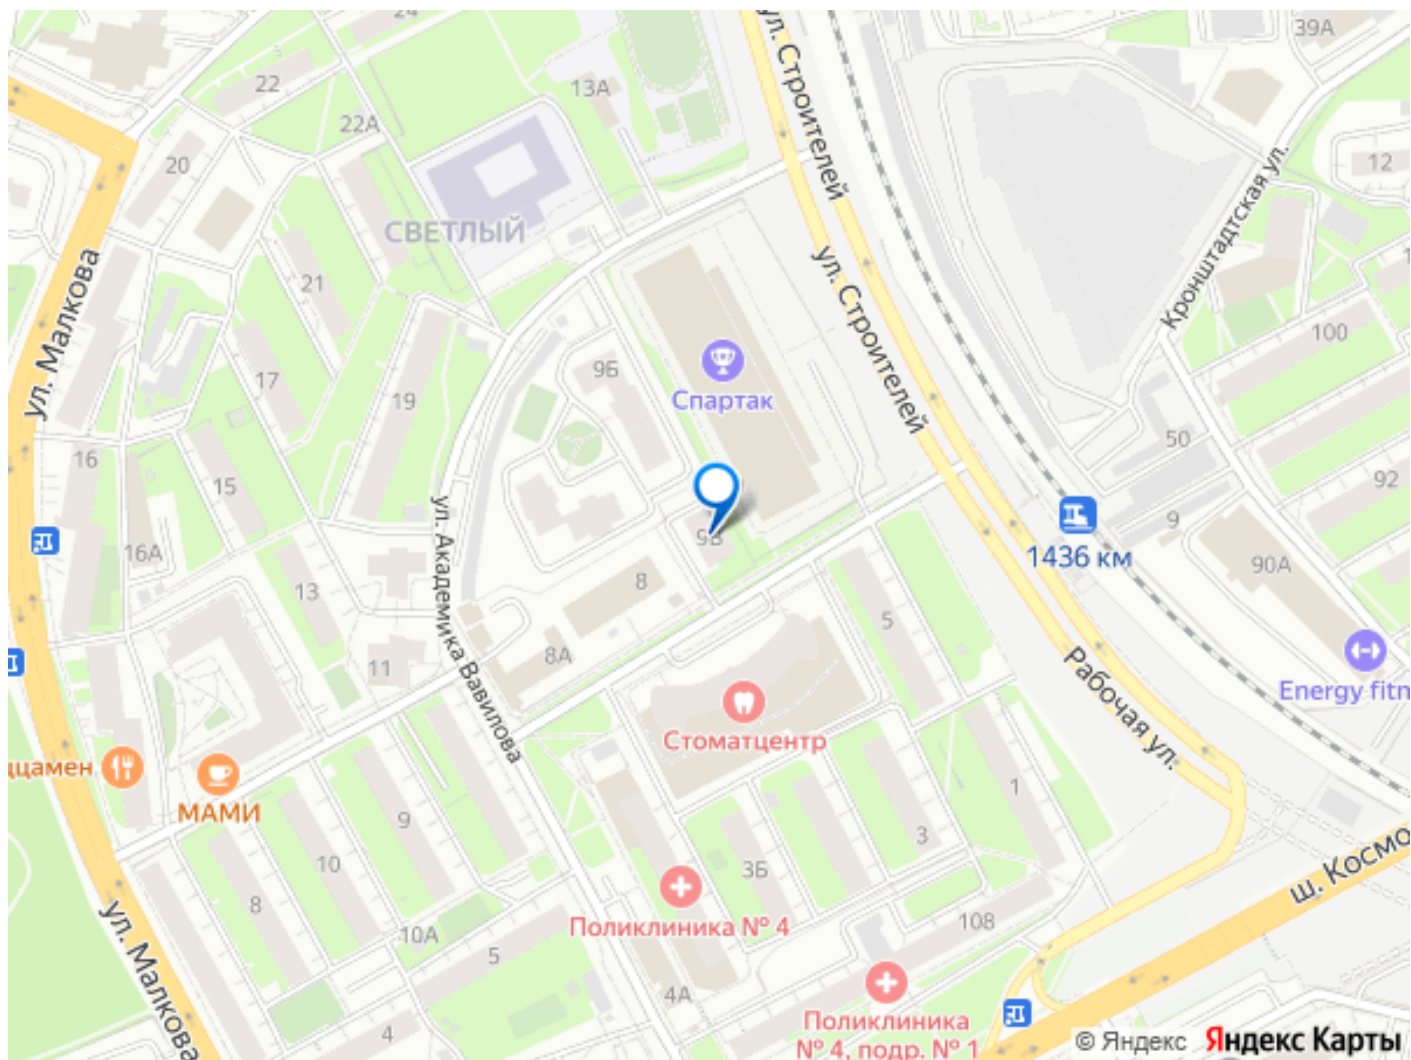 24
39А
22
13А
ул. Строителей
22А
20
12
СВЕТЛЫЙ
Кронштадтская ул.
21
ул. Малкова
ул. Строителей
100
9Б
17
19
Спартак
50
16
15
92
ул. Академика Вавилова
9
16А
9В
1436 км
90А
8
13
5
8А
11
Рабочая ул.
Energy fitn
Стоматцентр
ццамен
МАМИ
1
9
3
10
3Б
ш. Космо
8
Поликлиника № 4
108
ул. Малкова
10А
5
4А
4
Поликлиника
№ 4, подр. № 1
© Яндекс Яндекс Карты